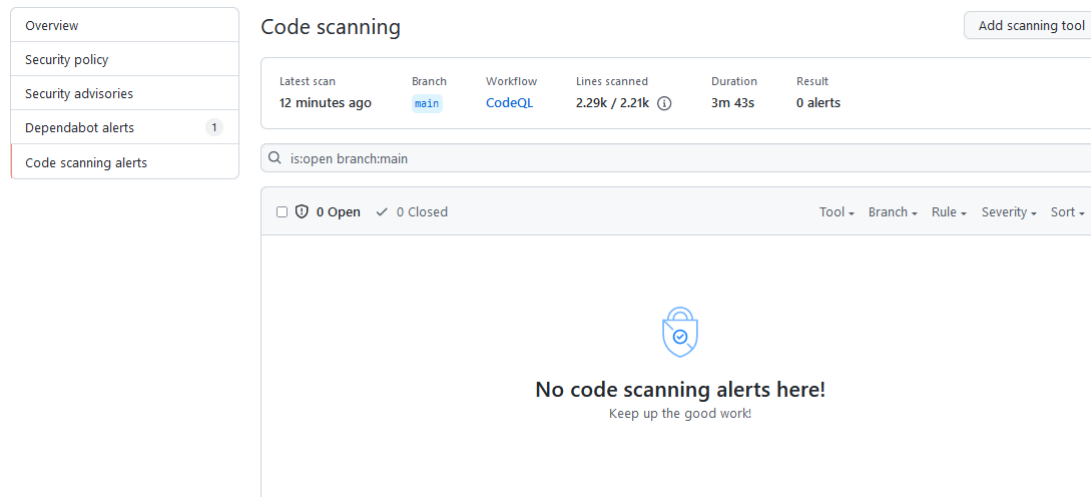 Overview
Security policy
Security advisories
Dependabot alerts 1
Code scanning alerts
Code scanning Add scanning tool
Latest scan Branch Workflow Lines scanned Duration Result
12 minutes ago main CodeQL 2.29k / 2.21k 3m 43s 0 alerts
is:open branch:main
0 Open 0 Closed Tool Branch Rule Severity Sort
No code scanning alerts here!
Keep up the good work!